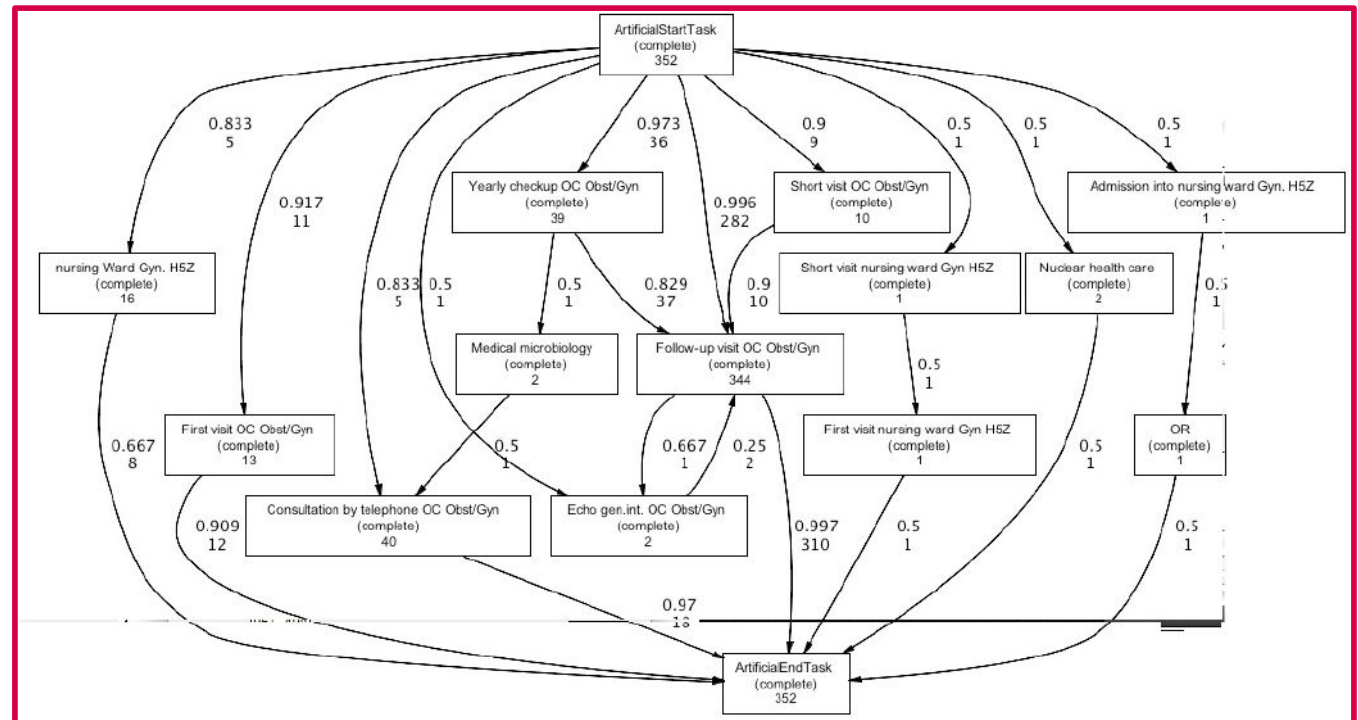 ArtificialStartTask
(complete)
352
0.833
5
0.917
11
0.833
5
0.5
1
0.973
36
0.996
282
0.9
9
0.5
1
0.5
1
0.5
1
Yearly checkup OC Obst/Gyn
(complete)
39
Short visit OC Obst/Gyn
(complete)
10
Admission into nursing ward Gyn. H5Z
(complete)
1
nursing Ward Gyn. H5Z
(complete)
16
0.5
1
0.829
37
0.9
10
Short visit nursing ward Gyn H5Z
(complete)
1
Nuclear health care
(complete)
2
0.5
1
Medical microbiology
(complete)
2
Follow-up visit OC Obst/Gyn
(complete)
344
0.5
1
First visit OC Obst/Gyn
(complete)
13
First visit nursing ward Gyn H5Z
(complete)
1
OR
(complete)
1
0.667
8
0.5
1
0.667
1
0.25
2
0.5
1
Consultation by telephone OC Obst/Gyn
(complete)
40
Echo gen.int. OC Obst/Gyn
(complete)
2
0.909
12
0.997
310
0.5
1
0.5
1
0.97
18
ArtificialEndTask
(complete)
352